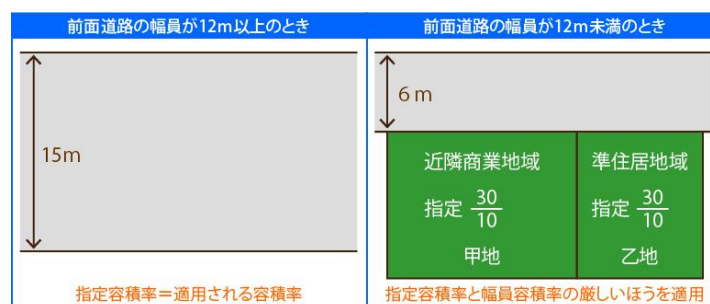 前面道路の幅員が12m以上のとき
15m
指定容積率＝適用される容積率
前面道路の幅員が12m未満のとき
6m
近隣商業地域
指定 30/10
甲地
準住居地域
指定 30/10
乙地
指定容積率と幅員容積率の厳しいほうを適用